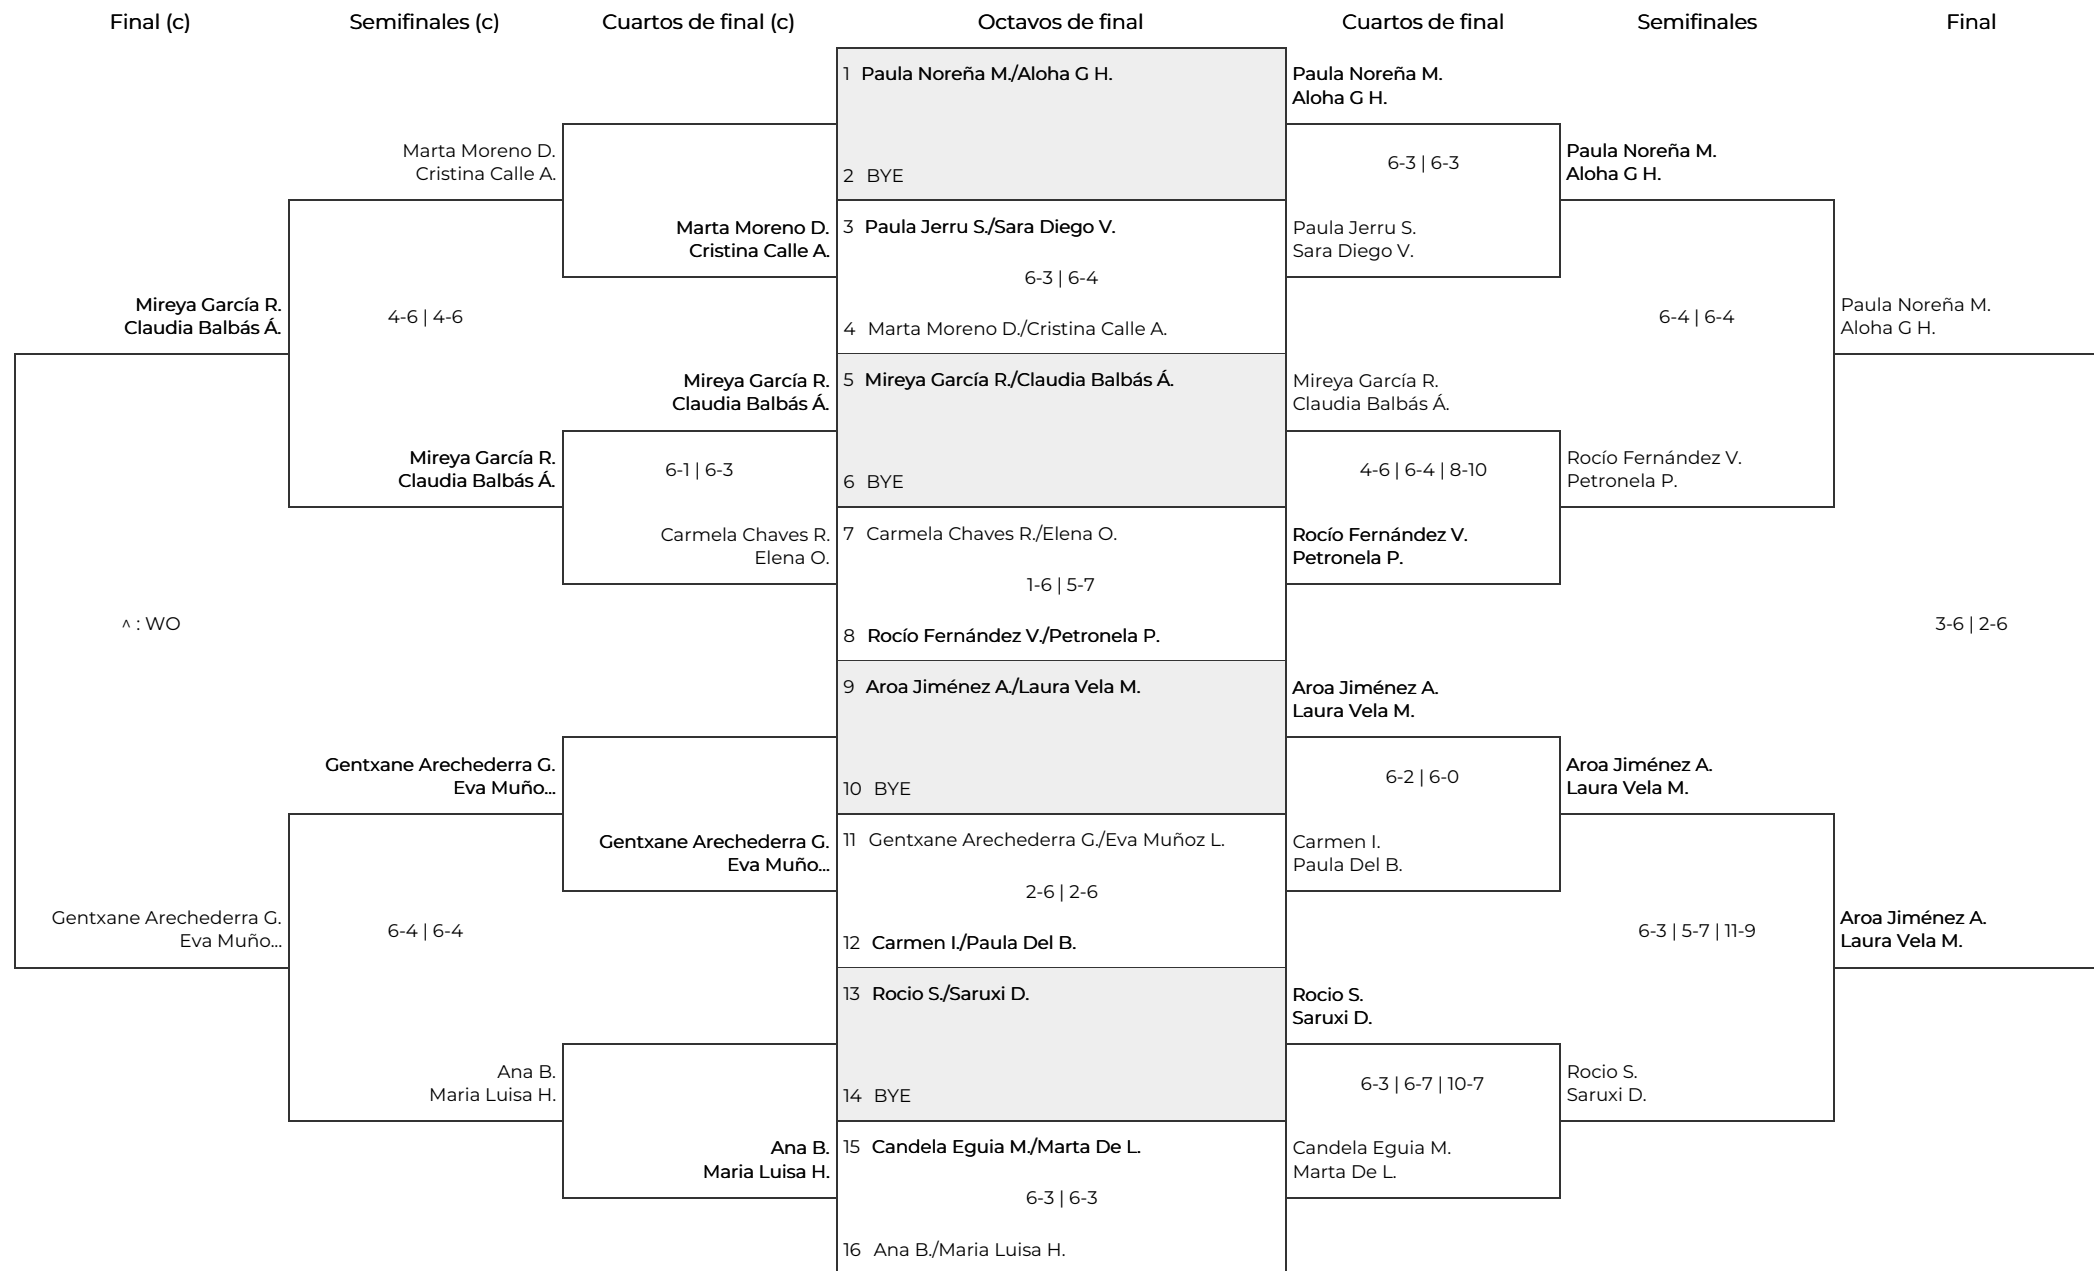 Final (c)
Semifinales (c)
Cuartos de final (c)
Octavos de final
Cuartos de final
Semifinales
Final
Mireya García R.
Claudia Balbás Á.
^ : WO
Gentxane Arechederra G.
Eva Muño...
Marta Moreno D.
Cristina Calle A.
4-6 | 4-6
Mireya García R.
Claudia Balbás Á.
Gentxane Arechederra G.
Eva Muño...
6-4 | 6-4
Ana B.
Maria Luisa H.
Marta Moreno D.
Cristina Calle A.
Mireya García R.
Claudia Balbás Á.
6-1 | 6-3
Carmela Chaves R.
Elena O.
Gentxane Arechederra G.
Eva Muño...
Ana B.
Maria Luisa H.
1 Paula Noreña M./Aloha G H.
2 BYE
3 Paula Jerru S./Sara Diego V.
6-3 | 6-4
4 Marta Moreno D./Cristina Calle A.
5 Mireya García R./Claudia Balbás Á.
6 BYE
7 Carmela Chaves R./Elena O.
1-6 | 5-7
8 Rocío Fernández V./Petronela P.
9 Aroa Jiménez A./Laura Vela M.
10 BYE
11 Gentxane Arechederra G./Eva Muñoz L.
2-6 | 2-6
12 Carmen I./Paula Del B.
13 Rocio S./Saruxi D.
14 BYE
15 Candela Eguia M./Marta De L.
6-3 | 6-3
16 Ana B./Maria Luisa H.
Paula Noreña M.
Aloha G H.
6-3 | 6-3
Paula Jerru S.
Sara Diego V.
Mireya García R.
Claudia Balbás Á.
4-6 | 6-4 | 8-10
Rocío Fernández V.
Petronela P.
Aroa Jiménez A.
Laura Vela M.
6-2 | 6-0
Carmen I.
Paula Del B.
Rocio S.
Saruxi D.
6-3 | 6-7 | 10-7
Candela Eguia M.
Marta De L.
Paula Noreña M.
Aloha G H.
6-4 | 6-4
Rocío Fernández V.
Petronela P.
Aroa Jiménez A.
Laura Vela M.
6-3 | 5-7 | 11-9
Rocio S.
Saruxi D.
Paula Noreña M.
Aloha G H.
3-6 | 2-6
Aroa Jiménez A.
Laura Vela M.